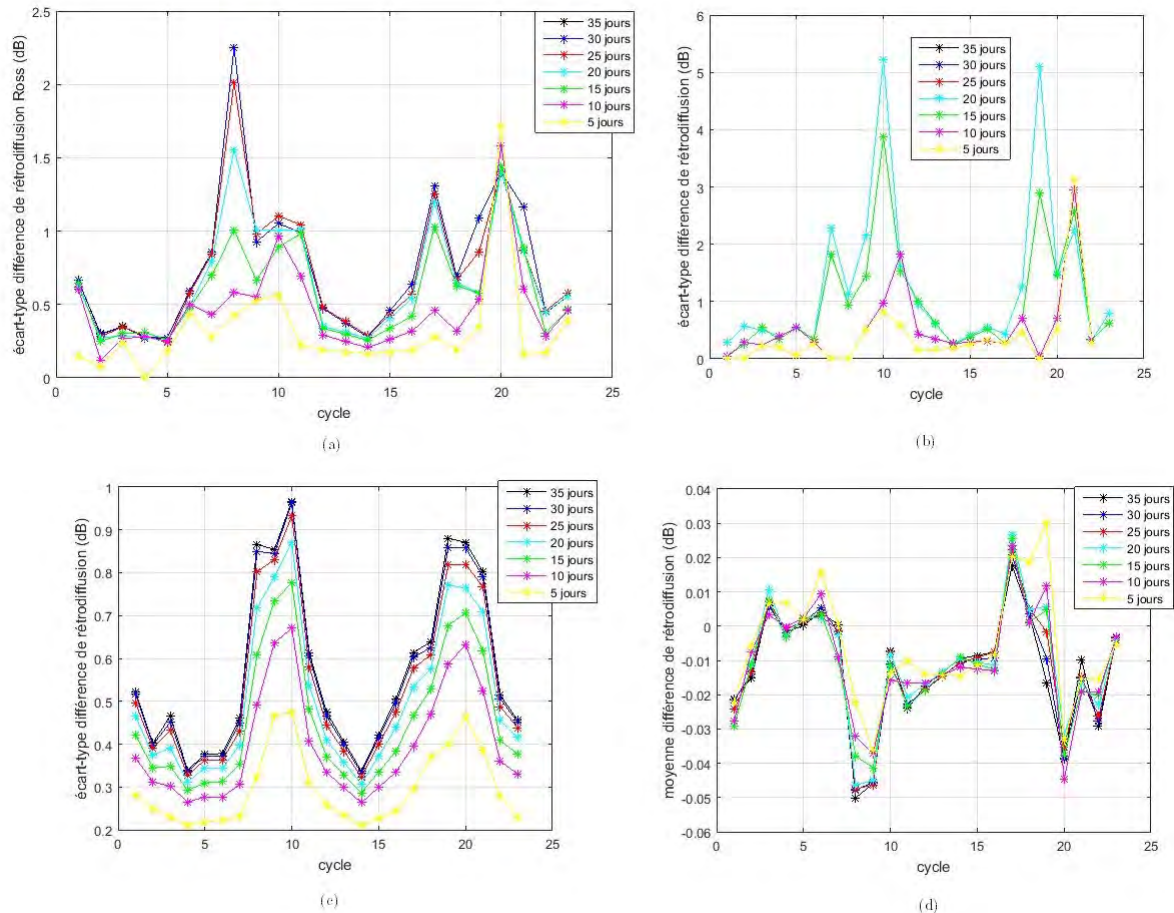 écart-type différence de rétrodiffusion Ross (dB)
2.5
2
1.5
1
0.5
0
0
5
10
15
20
25
cycle
35 jours
30 jours
25 jours
20 jours
15 jours
10 jours
5 jours
(a)
écart-type différence de rétrodiffusion (dB)
6
5
4
3
2
1
0
0
5
10
15
20
25
cycle
35 jours
30 jours
25 jours
20 jours
15 jours
10 jours
5 jours
(b)
écart-type différence de rétrodiffusion (dB)
1
0.9
0.8
0.7
0.6
0.5
0.4
0.3
0.2
0
5
10
15
20
25
cycle
35 jours
30 jours
25 jours
20 jours
15 jours
10 jours
5 jours
(c)
moyenne différence de rétrodiffusion (dB)
0.04
0.03
0.02
0.01
0
-0.01
-0.02
-0.03
-0.04
-0.05
-0.06
0
5
10
15
20
25
cycle
35 jours
30 jours
25 jours
20 jours
15 jours
10 jours
5 jours
(d)